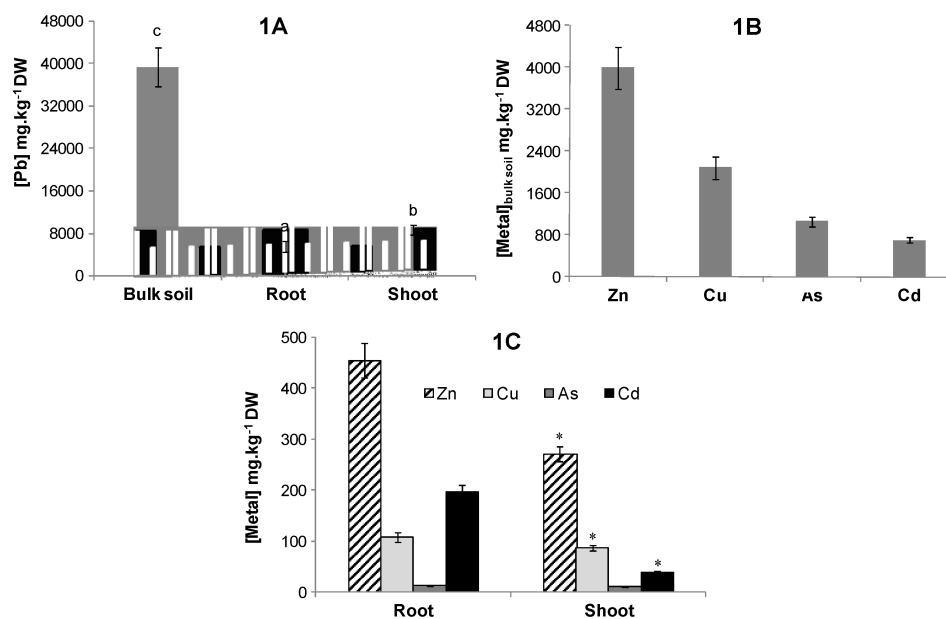 1A
[Pb] mg.kg⁻¹ DW
48000
40000
32000
24000
16000
8000
0
c
a
b
Bulk soil Root Shoot
1B
[Metal]bulk soil mg.kg⁻¹ DW
4800
4000
3200
2400
1600
800
0
Zn Cu As Cd
1C
[Metal] mg.kg⁻¹ DW
500
400
300
200
100
0
Zn Cu As Cd
*
*
*
Root Shoot